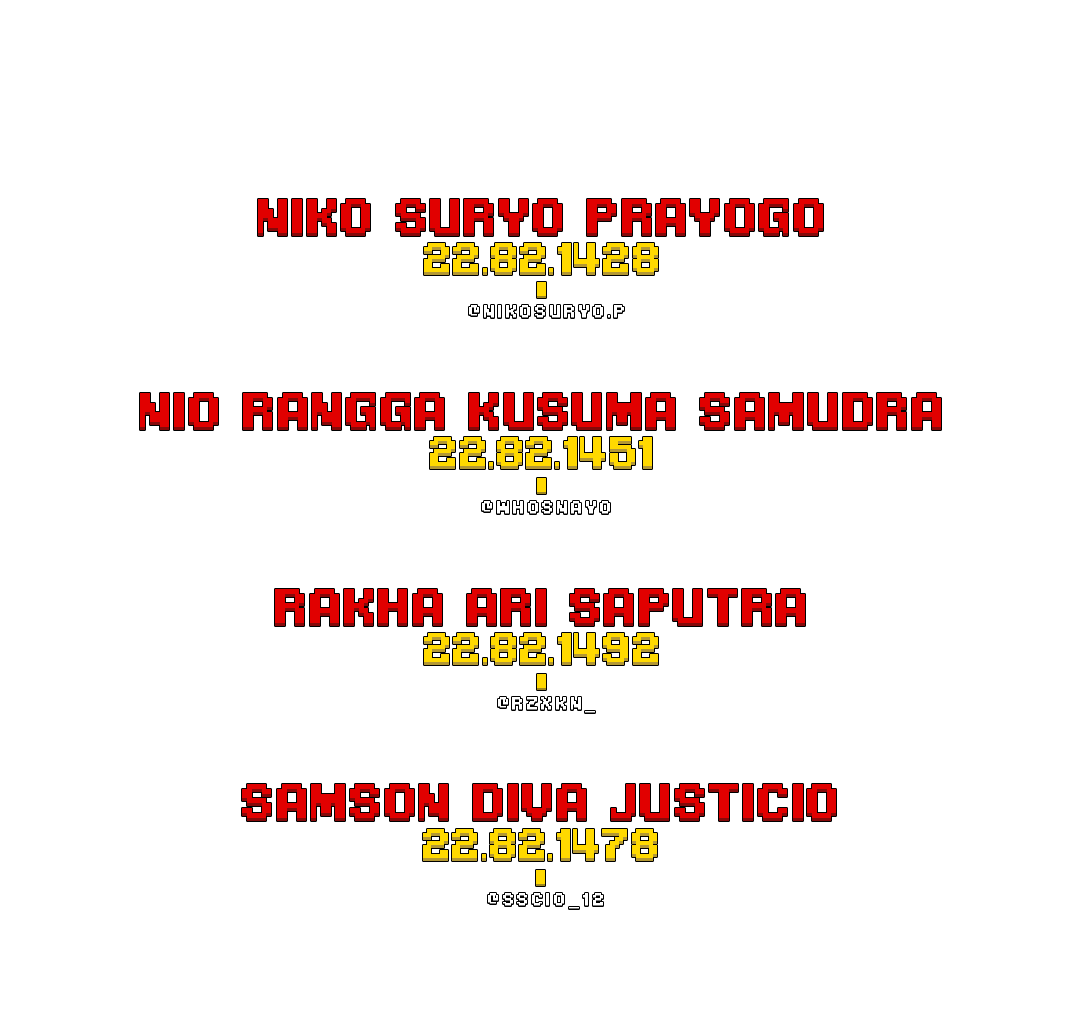 NIKO SURYO PRAYOGO
22.82.1428
@NIKOSURYO.P
NIO RANGGA KUSUMA SAMUDRA
22.82.1451
@WHOSNAYO
RAKHA ARI SAPUTRA
22.82.1492
@RZXKN_
SAMSON DIVA JUSTICIO
22.82.1478
@SSCIO_12